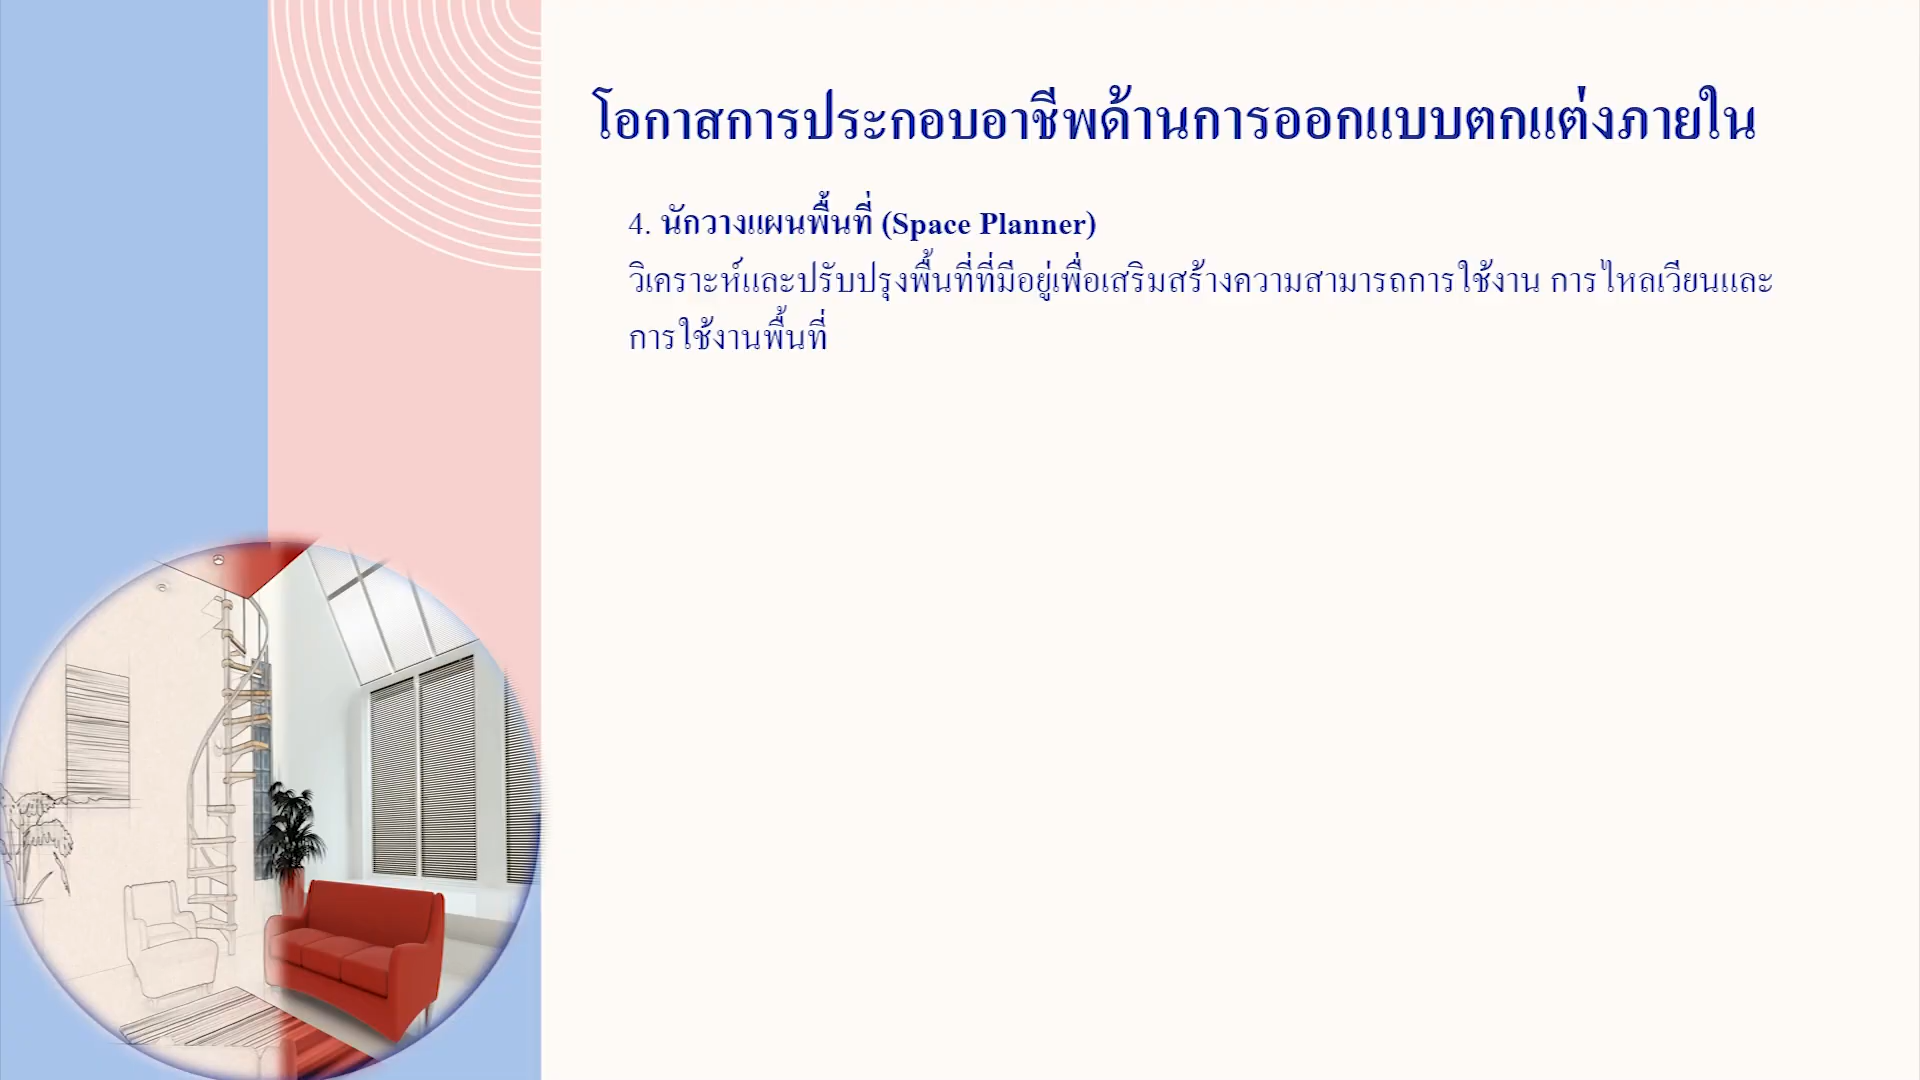 โอกาสการประกอบอาชีพด้านการออกแบบตกแต่งภายใน
4. นักวางแผนพื้นที่ (Space Planner)
วิเคราะห์และปรับปรุงพื้นที่ที่มีอยู่เพื่อเสริมสร้างความสามารถการใช้งาน การไหลเวียนและ
การใช้งานพื้นที่